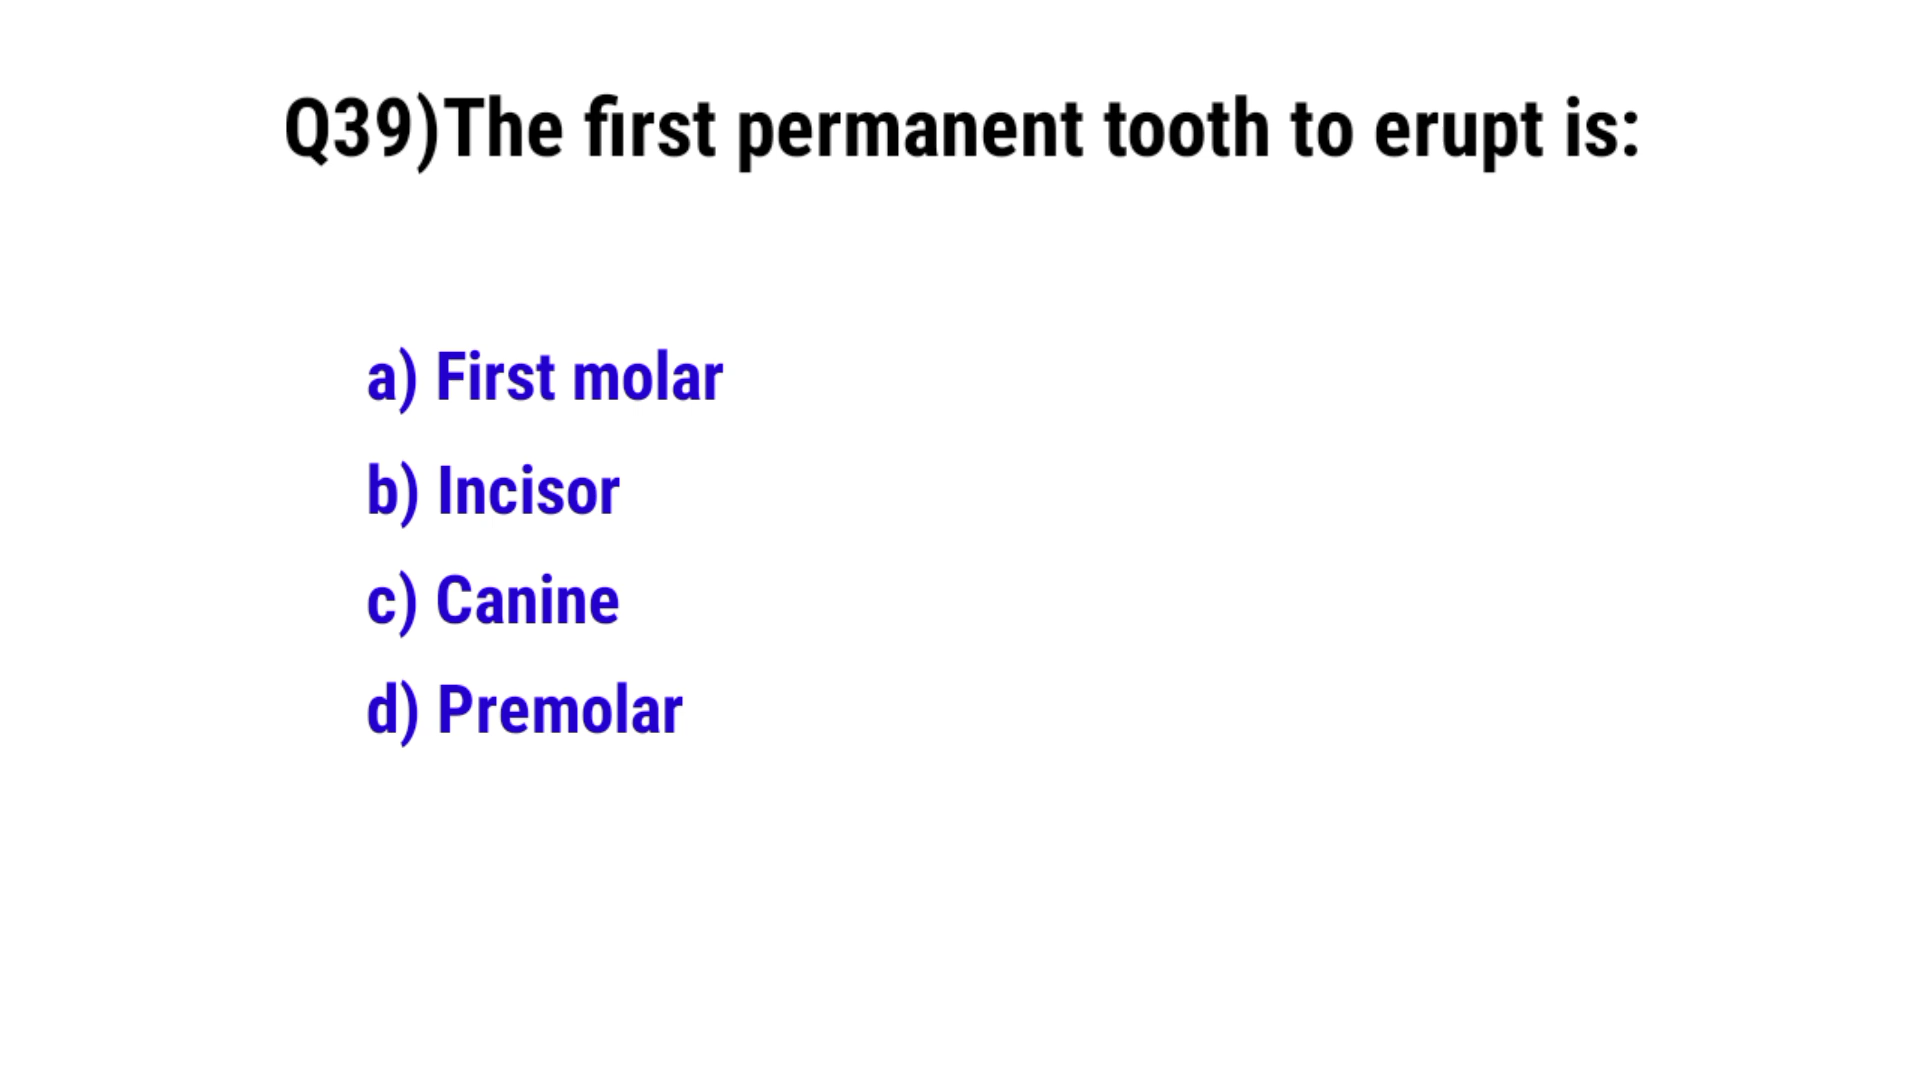 Q39)The first permanent tooth to erupt is:
a) First molar
b) Incisor
c) Canine
d) Premolar